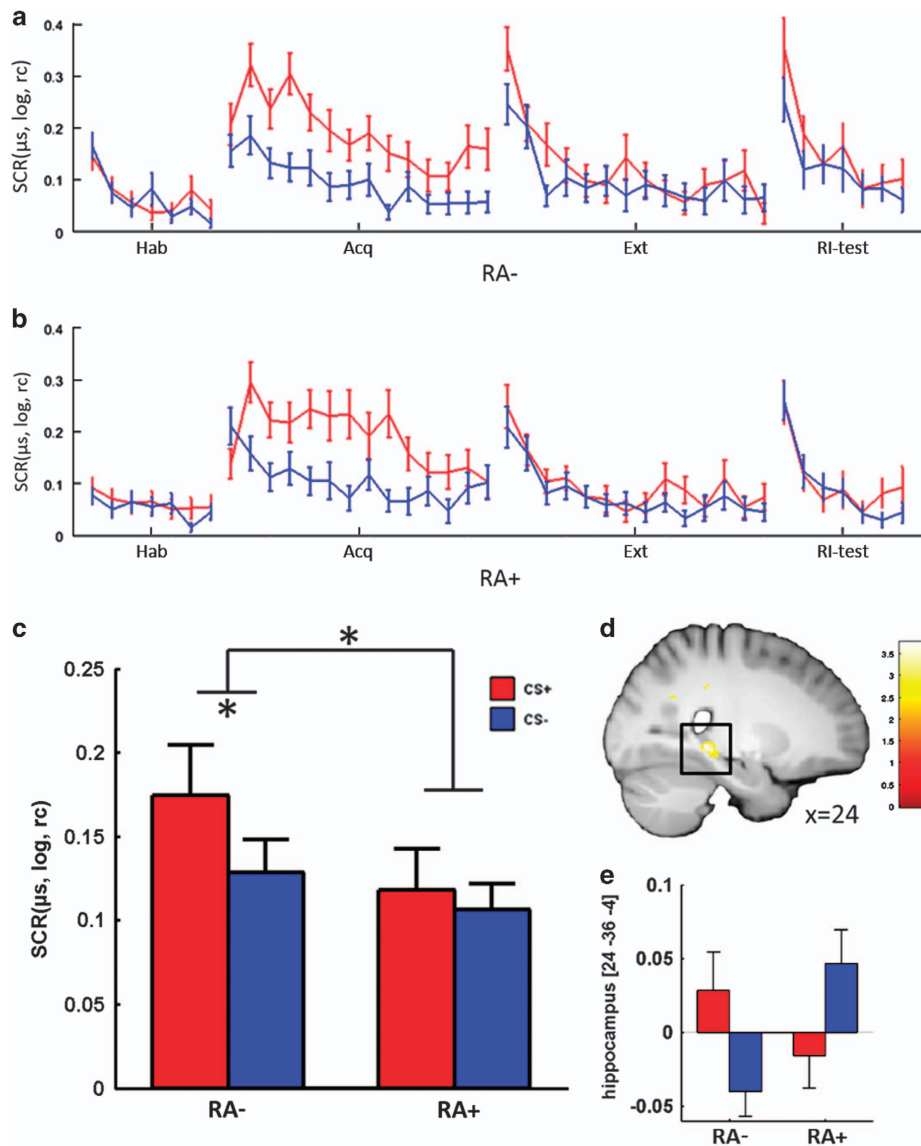 a
SCR(μs, log, rc)
0.4
0.3
0.2
0.1
0
Hab
Acq
Ext
RI-test
RA-
b
SCR(μs, log, rc)
0.4
0.3
0.2
0.1
0
Hab
Acq
Ext
RI-test
RA+
c
SCR(μs, log, rc)
0.25
0.2
0.15
0.1
0.05
0
*
*
CS+
CS-
RA-
RA+
d
x=24
3.5
3
2.5
2
1.5
1
0.5
0
e
hippocampus [24 -36 -4]
0.1
0.05
0
-0.05
RA-
RA+